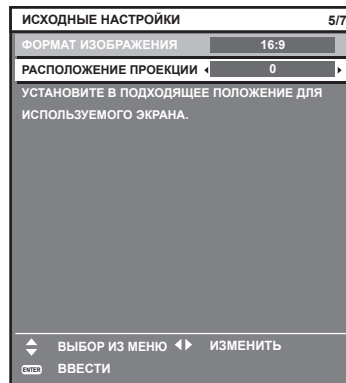 ИСХОДНЫЕ НАСТРОЙКИ 5/7
ФОРМАТ ИЗОБРАЖЕНИЯ 16:9
РАСПОЛОЖЕНИЕ ПРОЕКЦИИ 0
УСТАНОВИТЕ В ПОДХОДЯЩЕЕ ПОЛОЖЕНИЕ ДЛЯ
ИСПОЛЬЗУЕМОГО ЭКРАНА.
ВЫБОР ИЗ МЕНЮ ИЗМЕНИТЬ
ENTER ВВЕСТИ